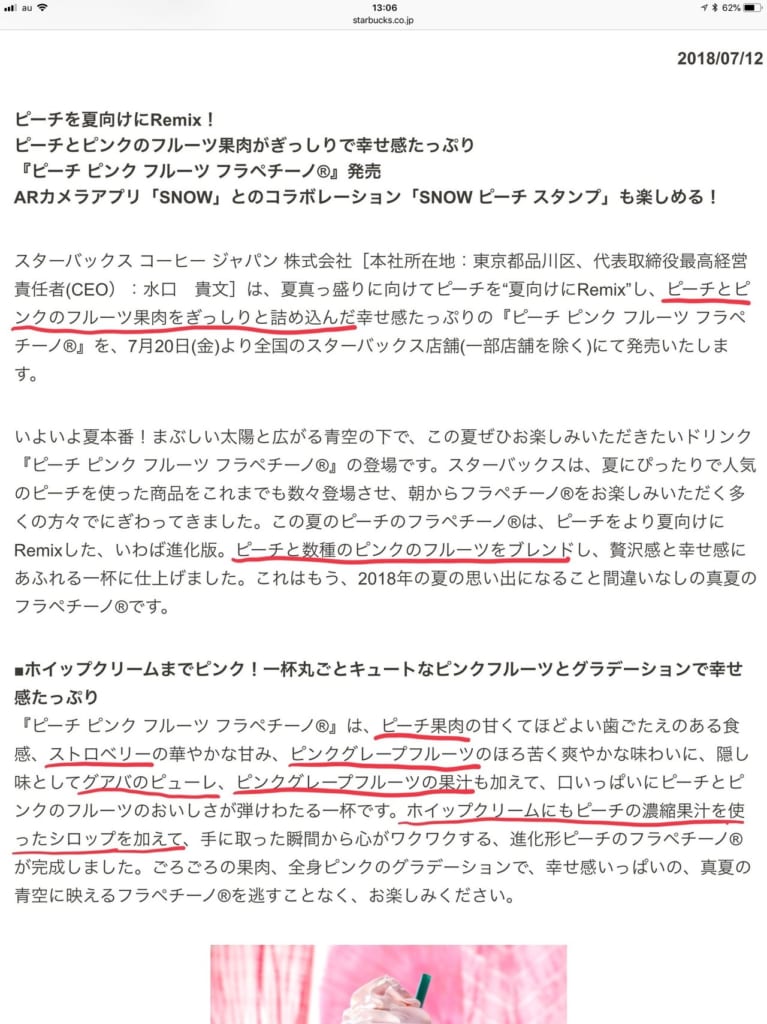 au 13:06 62%
starbucks.co.jp
2018/07/12
ピーチを夏向けにRemix！
ピーチとピンクのフルーツ果肉がぎっしりで幸せ感たっぷり
『ピーチ ピンク フルーツ フラペチーノ®』発売
ARカメラアプリ「SNOW」とのコラボレーション「SNOW ピーチ スタンプ」も楽しめる！
スターバックス コーヒー ジャパン 株式会社［本社所在地：東京都品川区、代表取締役最高経営
責任者(CEO）：水口　貴文］は、夏真っ盛りに向けてピーチを“夏向けにRemix”し、ピーチとピ
ンクのフルーツ果肉をぎっしりと詰め込んだ幸せ感たっぷりの『ピーチ ピンク フルーツ フラペ
チーノ®』を、7月20日(金)より全国のスターバックス店舗(一部店舗を除く)にて発売いたしま
す。
いよいよ夏本番！まぶしい太陽と広がる青空の下で、この夏ぜひお楽しみいただきたいドリンク
『ピーチ ピンク フルーツ フラペチーノ®』の登場です。スターバックスは、夏にぴったりで人気
のピーチを使った商品をこれまでも数々登場させ、朝からフラペチーノ®をお楽しみいただく多
くの方々でにぎわってきました。この夏のピーチのフラペチーノ®は、ピーチをより夏向けに
Remixした、いわば進化版。ピーチと数種のピンクのフルーツをブレンドし、贅沢感と幸せ感に
あふれる一杯に仕上げました。これはもう、2018年の夏の思い出になること間違いなしの真夏の
フラペチーノ®です。
■ホイップクリームまでピンク！一杯丸ごとキュートなピンクフルーツとグラデーションで幸せ
感たっぷり
『ピーチ ピンク フルーツ フラペチーノ®』は、ピーチ果肉の甘くてほどよい歯ごたえのある食
感、ストロベリーの華やかな甘み、ピンクグレープフルーツのほろ苦く爽やかな味わいに、隠し
味としてグアバのピューレ、ピンクグレープフルーツの果汁も加えて、口いっぱいにピーチとピ
ンクのフルーツのおいしさが弾けわたる一杯です。ホイップクリームにもピーチの濃縮果汁を使
ったシロップを加えて、手に取った瞬間から心がワクワクする、進化形ピーチのフラペチーノ®
が完成しました。ごろごろの果肉、全身ピンクのグラデーションで、幸せ感いっぱいの、真夏の
青空に映えるフラペチーノ®を逃すことなく、お楽しみください。